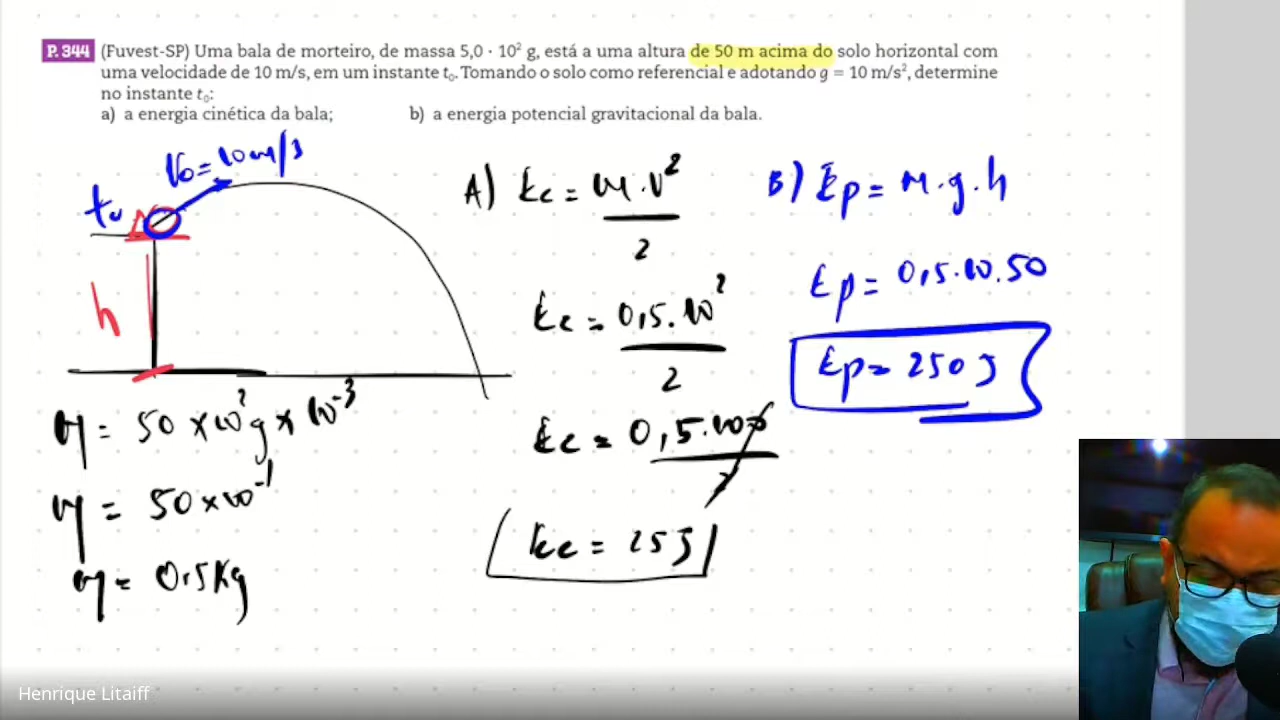 P. 344 (Fuvest-SP) Uma bala de morteiro, de massa 5,0 · 10² g, está a uma altura de 50 m acima do solo horizontal com
uma velocidade de 10 m/s, em um instante t₀. Tomando o solo como referencial e adotando g = 10 m/s², determine
no instante t₀:
a) a energia cinética da bala; b) a energia potencial gravitacional da bala.
V₀ = 10 m/s
t₀
h
M = 50 × 10² g × 10⁻³
M = 50 × 10⁻¹
M = 0,5 Kg
A) Ec = M . V²
2
Ec = 0,5 . 10²
2
Ec = 0,5 . 100
2
Ec = 25 J
B) Ep = M . g . h
Ep = 0,5 . 10 . 50
Ep = 250 J
Henrique Litaiff